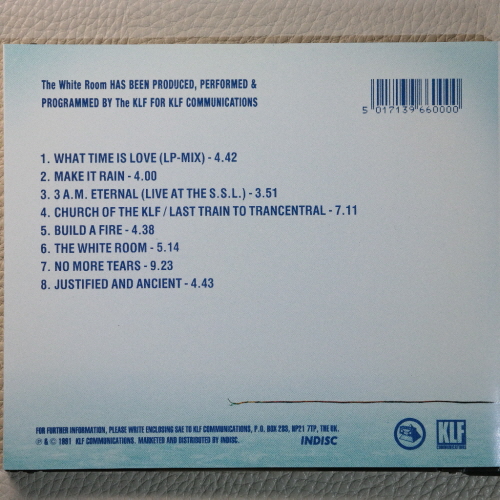 The White Room HAS BEEN PRODUCED, PERFORMED &
PROGRAMMED BY The KLF FOR KLF COMMUNICATIONS
5 017139 660000
1. WHAT TIME IS LOVE (LP-MIX) - 4.42
2. MAKE IT RAIN - 4.00
3. 3 A.M. ETERNAL (LIVE AT THE S.S.L.) - 3.51
4. CHURCH OF THE KLF / LAST TRAIN TO TRANCENTRAL - 7.11
5. BUILD A FIRE - 4.38
6. THE WHITE ROOM - 5.14
7. NO MORE TEARS - 9.23
8. JUSTIFIED AND ANCIENT - 4.43
FOR FURTHER INFORMATION, PLEASE WRITE ENCLOSING SAE TO KLF COMMUNICATIONS, P.O. BOX 283, HP21 7TP, THE UK.
℗ & © 1991 KLF COMMUNICATIONS. MARKETED AND DISTRIBUTED BY INDISC.
INDISC
KLF
COMMUNICATIONS